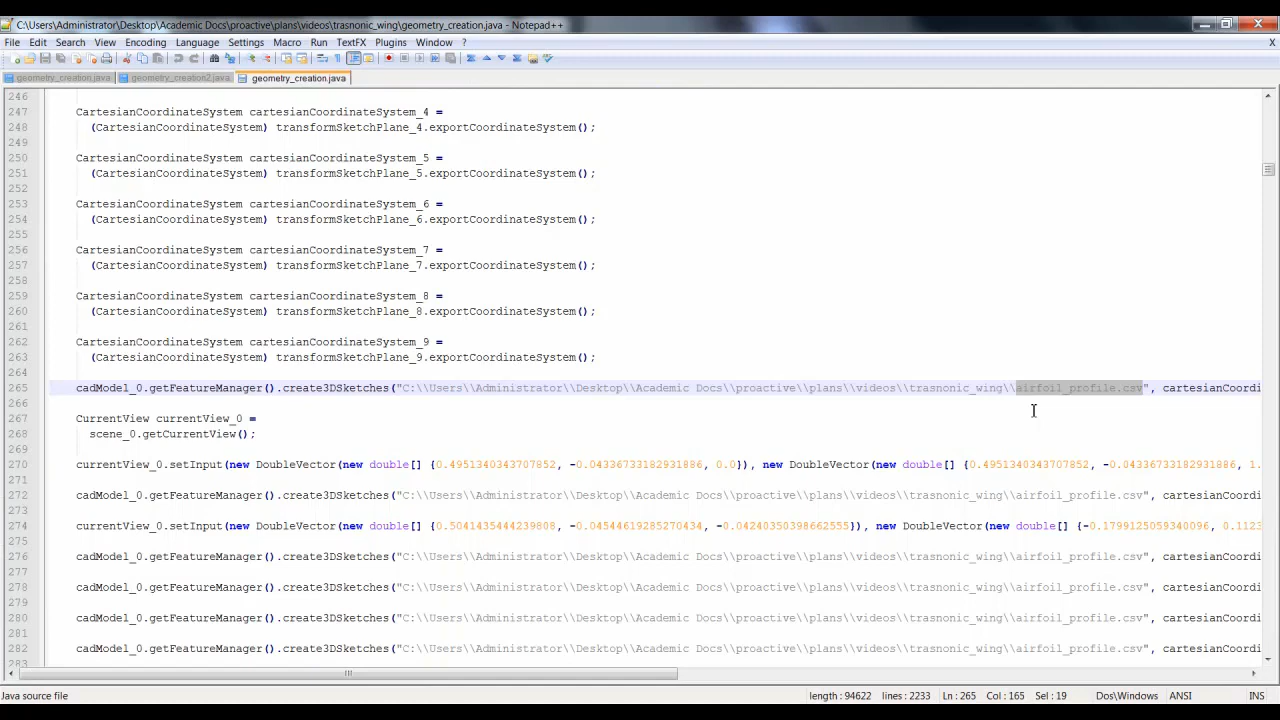 C:\Users\Administrator\Desktop\Academic Docs\proactive\plans\videos\trasnonic_wing\geometry_creation.java - Notepad++
File Edit Search View Encoding Language Settings Macro Run TextFX Plugins Window ? X
geometry_creation.java geometry_creation2.java geometry_creation.java
246
247 CartesianCoordinateSystem cartesianCoordinateSystem_4 =
248 (CartesianCoordinateSystem) transformSketchPlane_4.exportCoordinateSystem();
249
250 CartesianCoordinateSystem cartesianCoordinateSystem_5 =
251 (CartesianCoordinateSystem) transformSketchPlane_5.exportCoordinateSystem();
252
253 CartesianCoordinateSystem cartesianCoordinateSystem_6 =
254 (CartesianCoordinateSystem) transformSketchPlane_6.exportCoordinateSystem();
255
256 CartesianCoordinateSystem cartesianCoordinateSystem_7 =
257 (CartesianCoordinateSystem) transformSketchPlane_7.exportCoordinateSystem();
258
259 CartesianCoordinateSystem cartesianCoordinateSystem_8 =
260 (CartesianCoordinateSystem) transformSketchPlane_8.exportCoordinateSystem();
261
262 CartesianCoordinateSystem cartesianCoordinateSystem_9 =
263 (CartesianCoordinateSystem) transformSketchPlane_9.exportCoordinateSystem();
264
265 cadModel_0.getFeatureManager().create3DSketches("C:\\Users\\Administrator\\Desktop\\Academic Docs\\proactive\\plans\\videos\\trasnonic_wing\\airfoil_profile.csv", cartesianCoordi
266
267 CurrentView currentView_0 =
268 scene_0.getCurrentView();
269
270 currentView_0.setInput(new DoubleVector(new double[] {0.4951340343707852, -0.04336733182931886, 0.0}), new DoubleVector(new double[] {0.4951340343707852, -0.04336733182931886, 1.
271
272 cadModel_0.getFeatureManager().create3DSketches("C:\\Users\\Administrator\\Desktop\\Academic Docs\\proactive\\plans\\videos\\trasnonic_wing\\airfoil_profile.csv", cartesianCoordi
273
274 currentView_0.setInput(new DoubleVector(new double[] {0.5041435444239808, -0.04544619285270434, -0.04240350398662555}), new DoubleVector(new double[] {-0.1799125059340096, 0.1123
275
276 cadModel_0.getFeatureManager().create3DSketches("C:\\Users\\Administrator\\Desktop\\Academic Docs\\proactive\\plans\\videos\\trasnonic_wing\\airfoil_profile.csv", cartesianCoordi
277
278 cadModel_0.getFeatureManager().create3DSketches("C:\\Users\\Administrator\\Desktop\\Academic Docs\\proactive\\plans\\videos\\trasnonic_wing\\airfoil_profile.csv", cartesianCoordi
279
280 cadModel_0.getFeatureManager().create3DSketches("C:\\Users\\Administrator\\Desktop\\Academic Docs\\proactive\\plans\\videos\\trasnonic_wing\\airfoil_profile.csv", cartesianCoordi
281
282 cadModel_0.getFeatureManager().create3DSketches("C:\\Users\\Administrator\\Desktop\\Academic Docs\\proactive\\plans\\videos\\trasnonic_wing\\airfoil_profile.csv", cartesianCoordi
283
Java source file length : 94622 lines : 2233 Ln : 265 Col : 165 Sel : 19 Dos\Windows ANSI INS